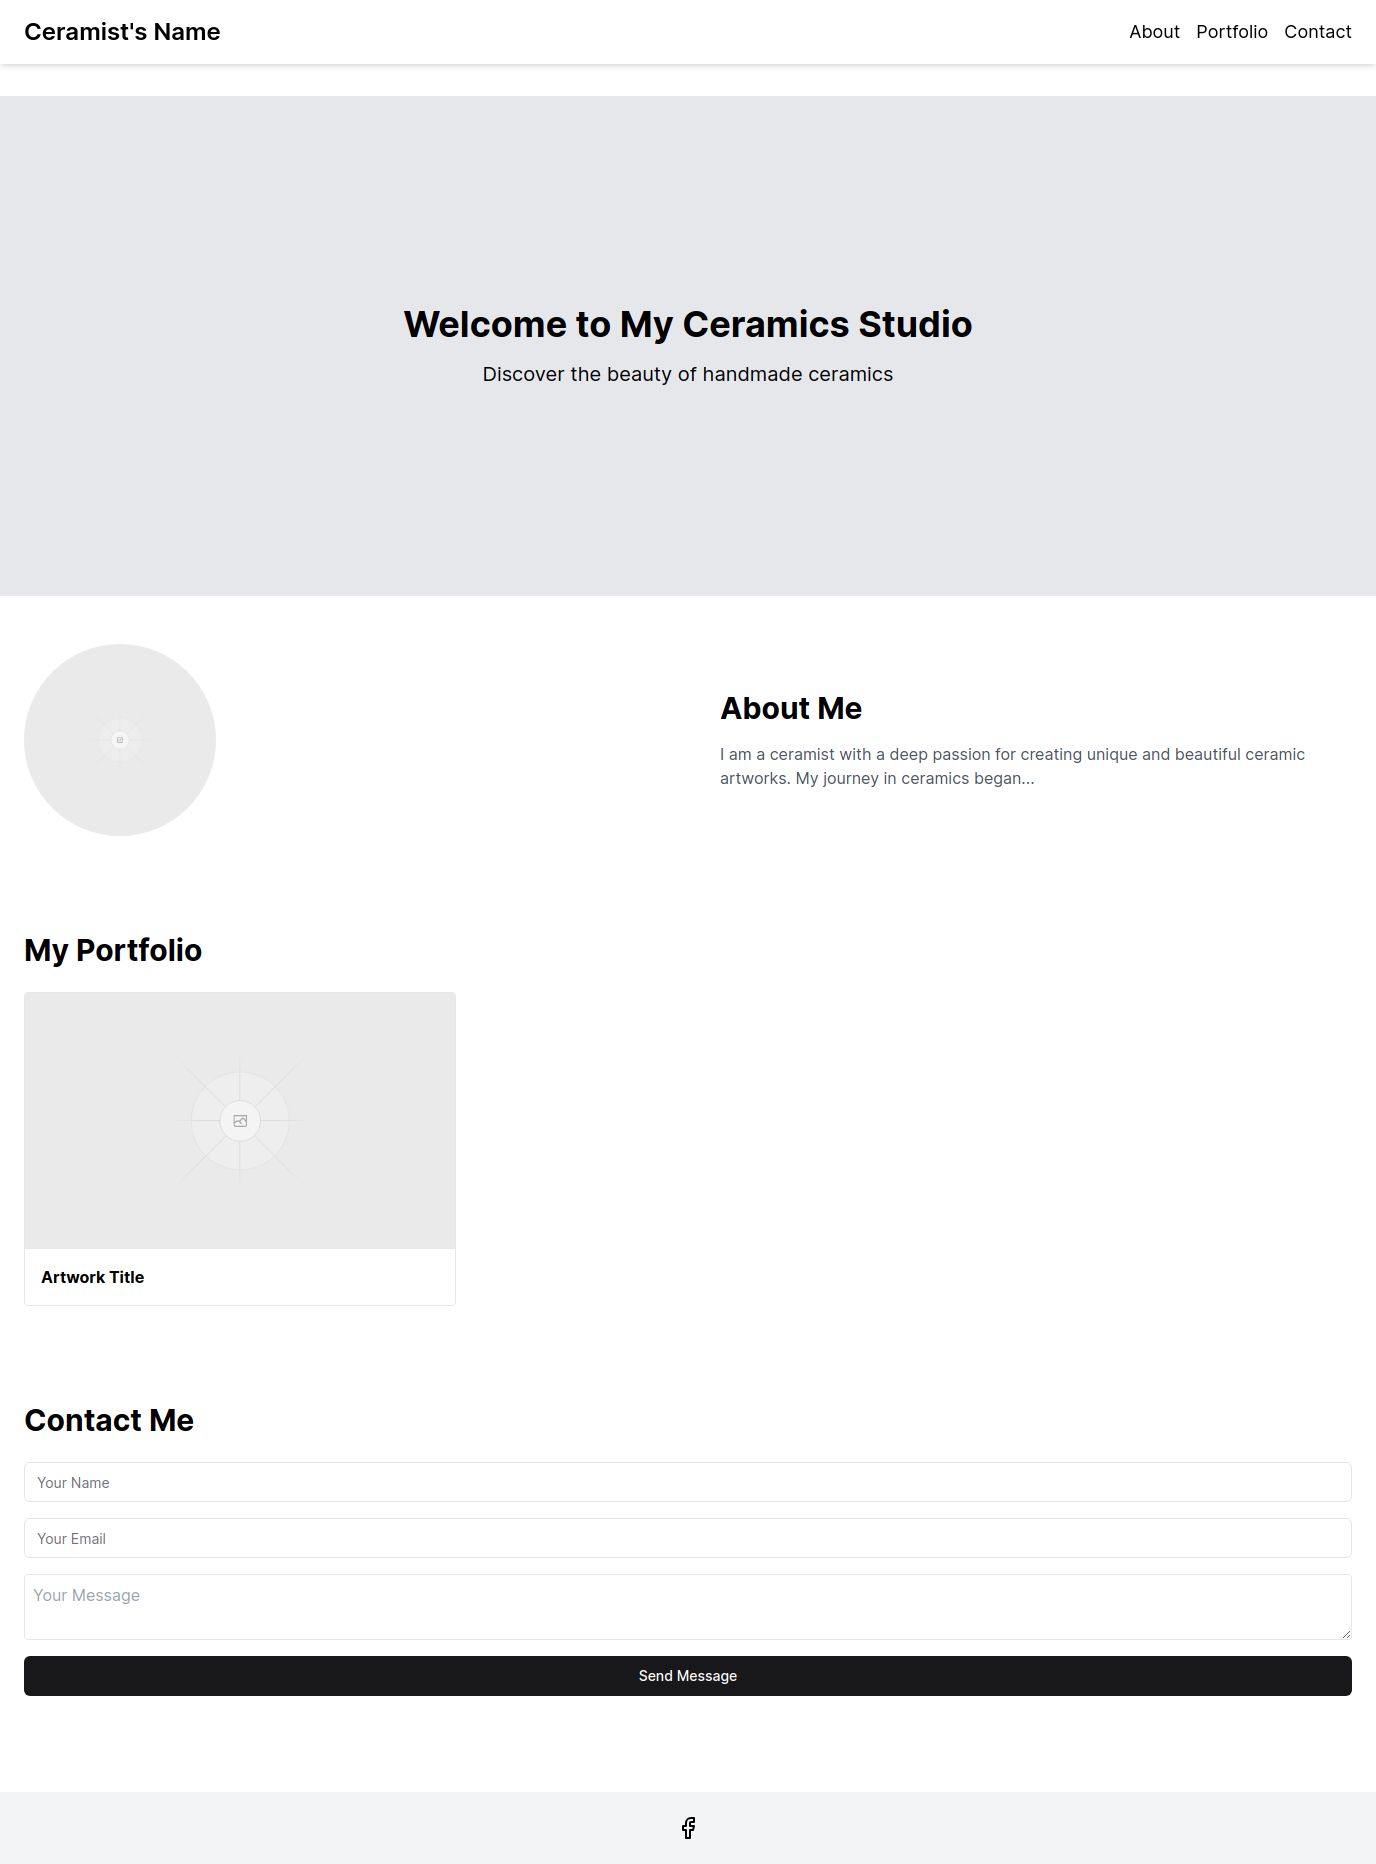 Ceramist's Name
About Portfolio Contact
Welcome to My Ceramics Studio
Discover the beauty of handmade ceramics
About Me
I am a ceramist with a deep passion for creating unique and beautiful ceramic
artworks. My journey in ceramics began...
My Portfolio
Artwork Title
Contact Me
Your Name
Your Email
Your Message
Send Message